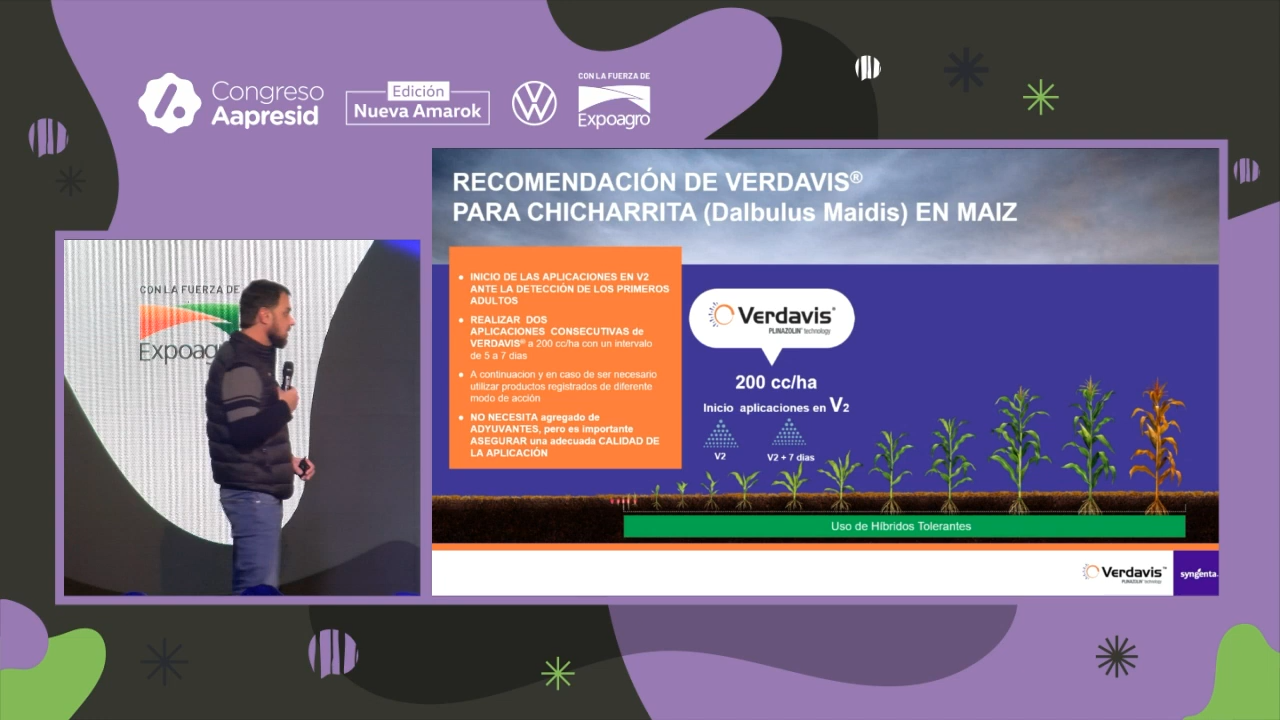 Congreso
Aapresid
Edición
Nueva Amarok
CON LA FUERZA DE
Expoagro
CON LA FUERZA DE
Expoagro
RECOMENDACIÓN DE VERDAVIS®
PARA CHICHARRITA (Dalbulus Maidis) EN MAIZ
● INICIO DE LAS APLICACIONES EN V2
ANTE LA DETECCIÓN DE LOS PRIMEROS
ADULTOS
● REALIZAR DOS
APLICACIONES CONSECUTIVAS de
VERDAVIS® a 200 cc/ha con un intervalo
de 5 a 7 dias
● A continuacion y en caso de ser necesario
utilizar productos registrados de diferente
modo de acción
● NO NECESITA agregado de
ADYUVANTES, pero es importante
ASEGURAR una adecuada CALIDAD DE
LA APLICACIÓN
Verdavis®
PLINAZOLIN® technology
200 cc/ha
Inicio aplicaciones en V2
V2
V2 + 7 dias
Uso de Híbridos Tolerantes
Verdavis™
PLINAZOLIN® technology
syngenta